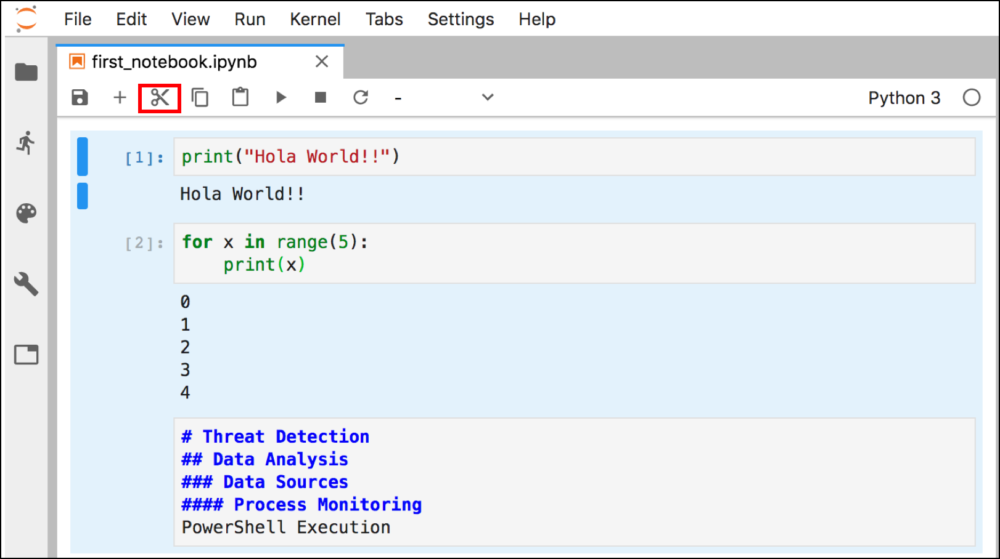 File Edit View Run Kernel Tabs Settings Help
first_notebook.ipynb
- Python 3
[1]: print("Hola World!!")
Hola World!!
[2]: for x in range(5):
    print(x)
0
1
2
3
4
# Threat Detection
## Data Analysis
### Data Sources
#### Process Monitoring
PowerShell Execution